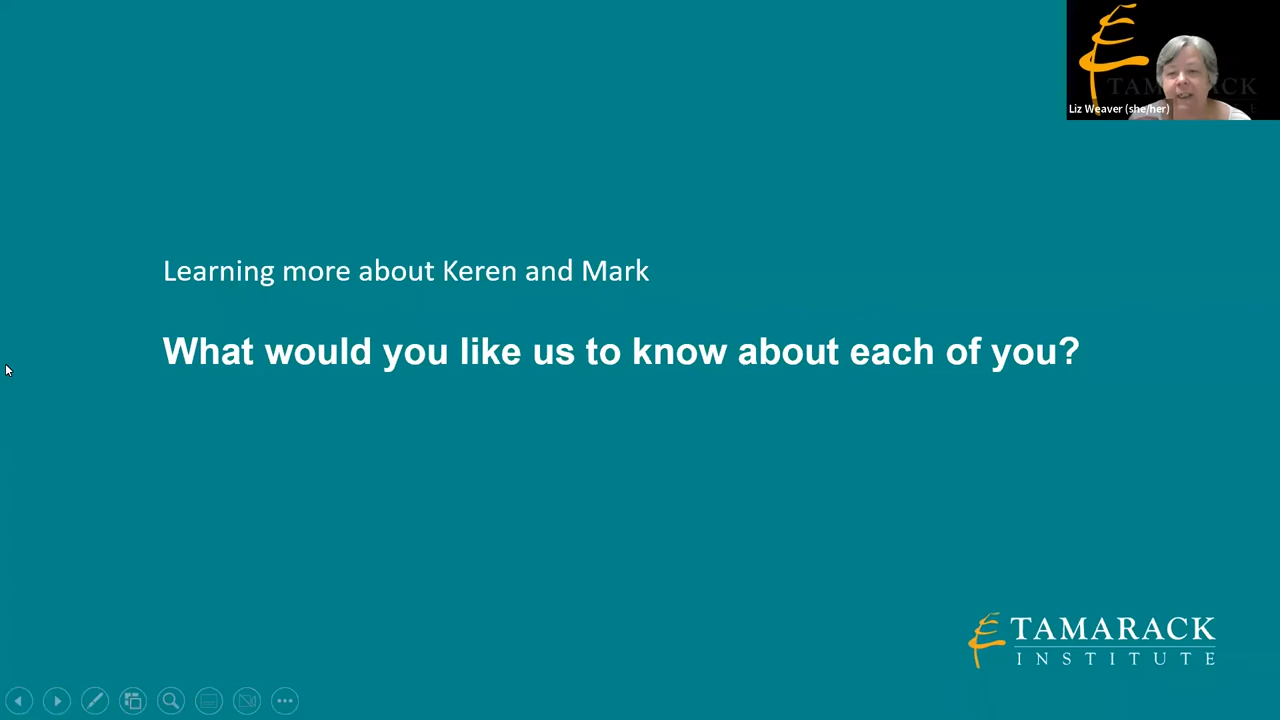 TAMARACK
Liz Weaver (she/her)
Learning more about Keren and Mark
What would you like us to know about each of you?
TAMARACK
INSTITUTE